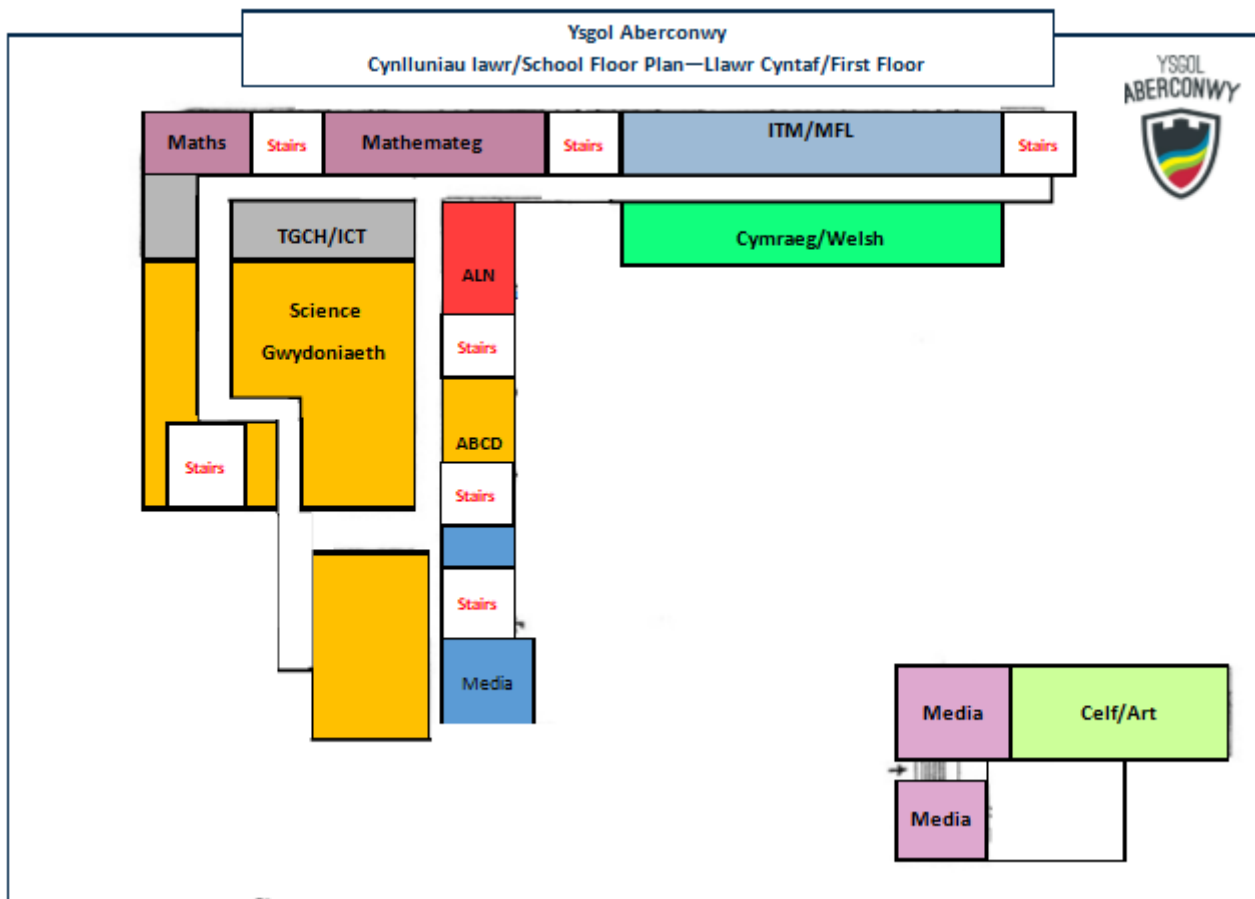 Ysgol Aberconwy
Cynlluniau lawr/School Floor Plan—Llawr Cyntaf/First Floor
YSGOL
ABERCONWY
Maths
Stairs
Mathemateg
Stairs
ITM/MFL
Stairs
TGCH/ICT
Cymraeg/Welsh
ALN
Science
Gwydoniaeth
Stairs
ABCD
Stairs
Stairs
Stairs
Media
Media
Celf/Art
Media